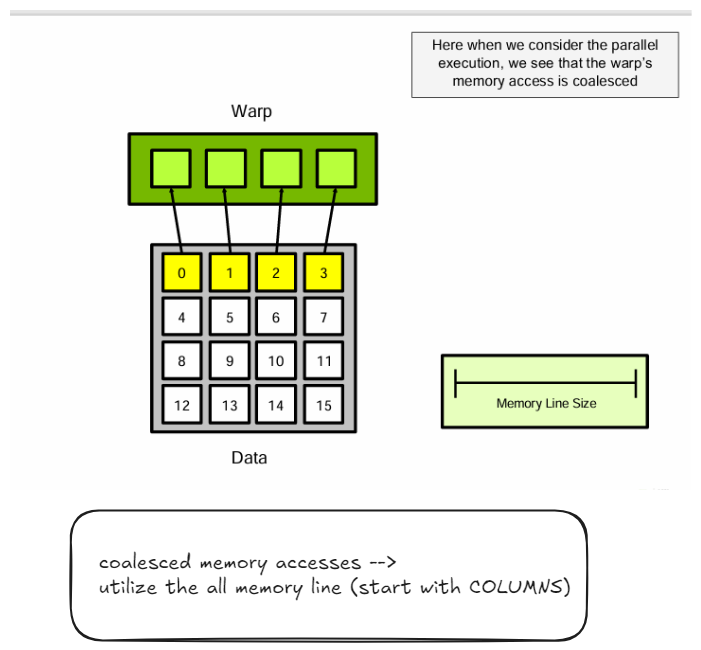 Here when we consider the parallel
execution, we see that the warp's
memory access is coalesced
Warp
0 1 2 3
4 5 6 7
8 9 10 11
12 13 14 15
Data
Memory Line Size
coalesced memory accesses -->
utilize the all memory line (start with COLUMNS)